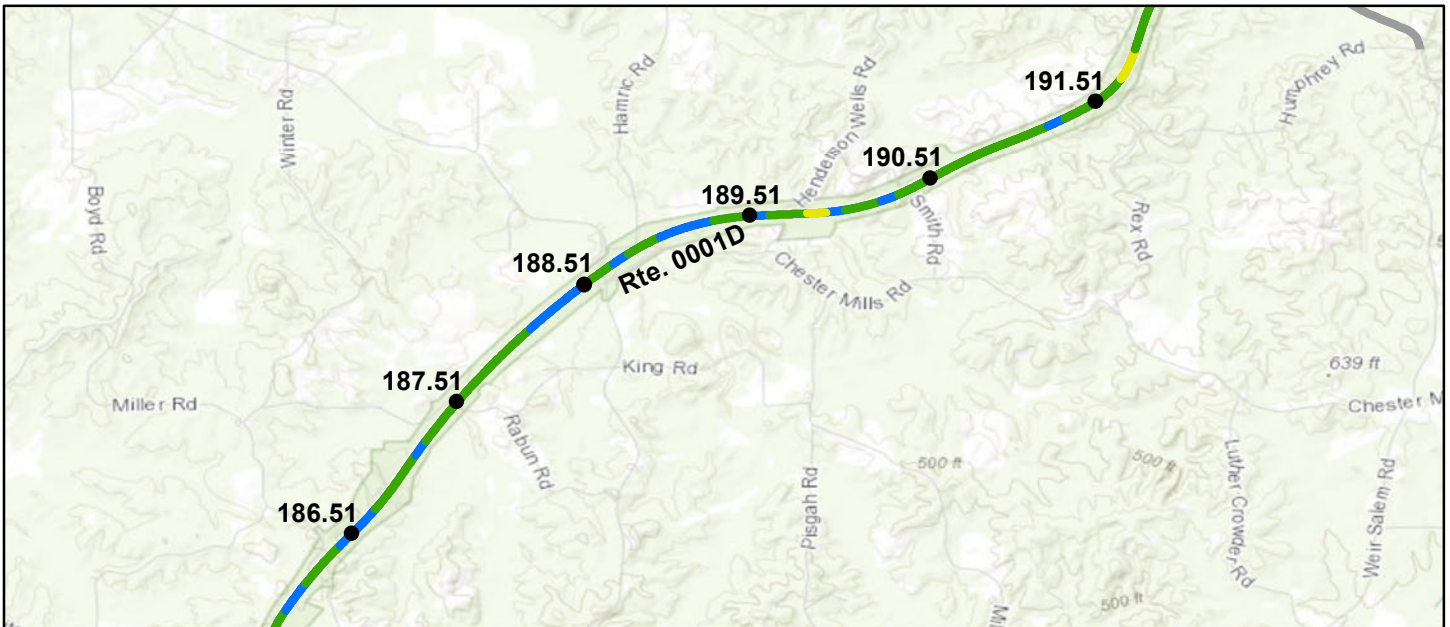 Humphrey Rd
191.51
Hamric Rd
Henderson Wells Rd
Winter Rd
190.51
189.51
Boyd Rd
Smith Rd
Rex Rd
Rte. 0001D
188.51
Chester Mills Rd
King Rd
639 ft
187.51
Miller Rd
Chester M
Rabun Rd
500 ft
500 ft
Luther Crowder Rd
Pisgah Rd
Weir Salem Rd
186.51
500 ft
Mil